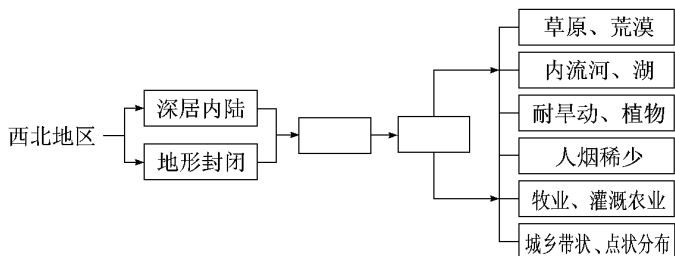 西北地区
深居内陆
地形封闭
草原、荒漠
内流河、湖
耐旱动、植物
人烟稀少
牧业、灌溉农业
城乡带状、点状分布